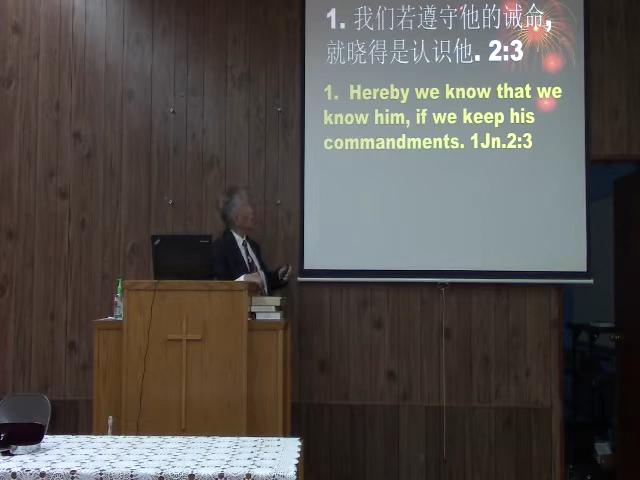 1. 我们若遵守他的诫命,
就晓得是认识他. 2:3
1. Hereby we know that we
know him, if we keep his
commandments. 1Jn.2:3